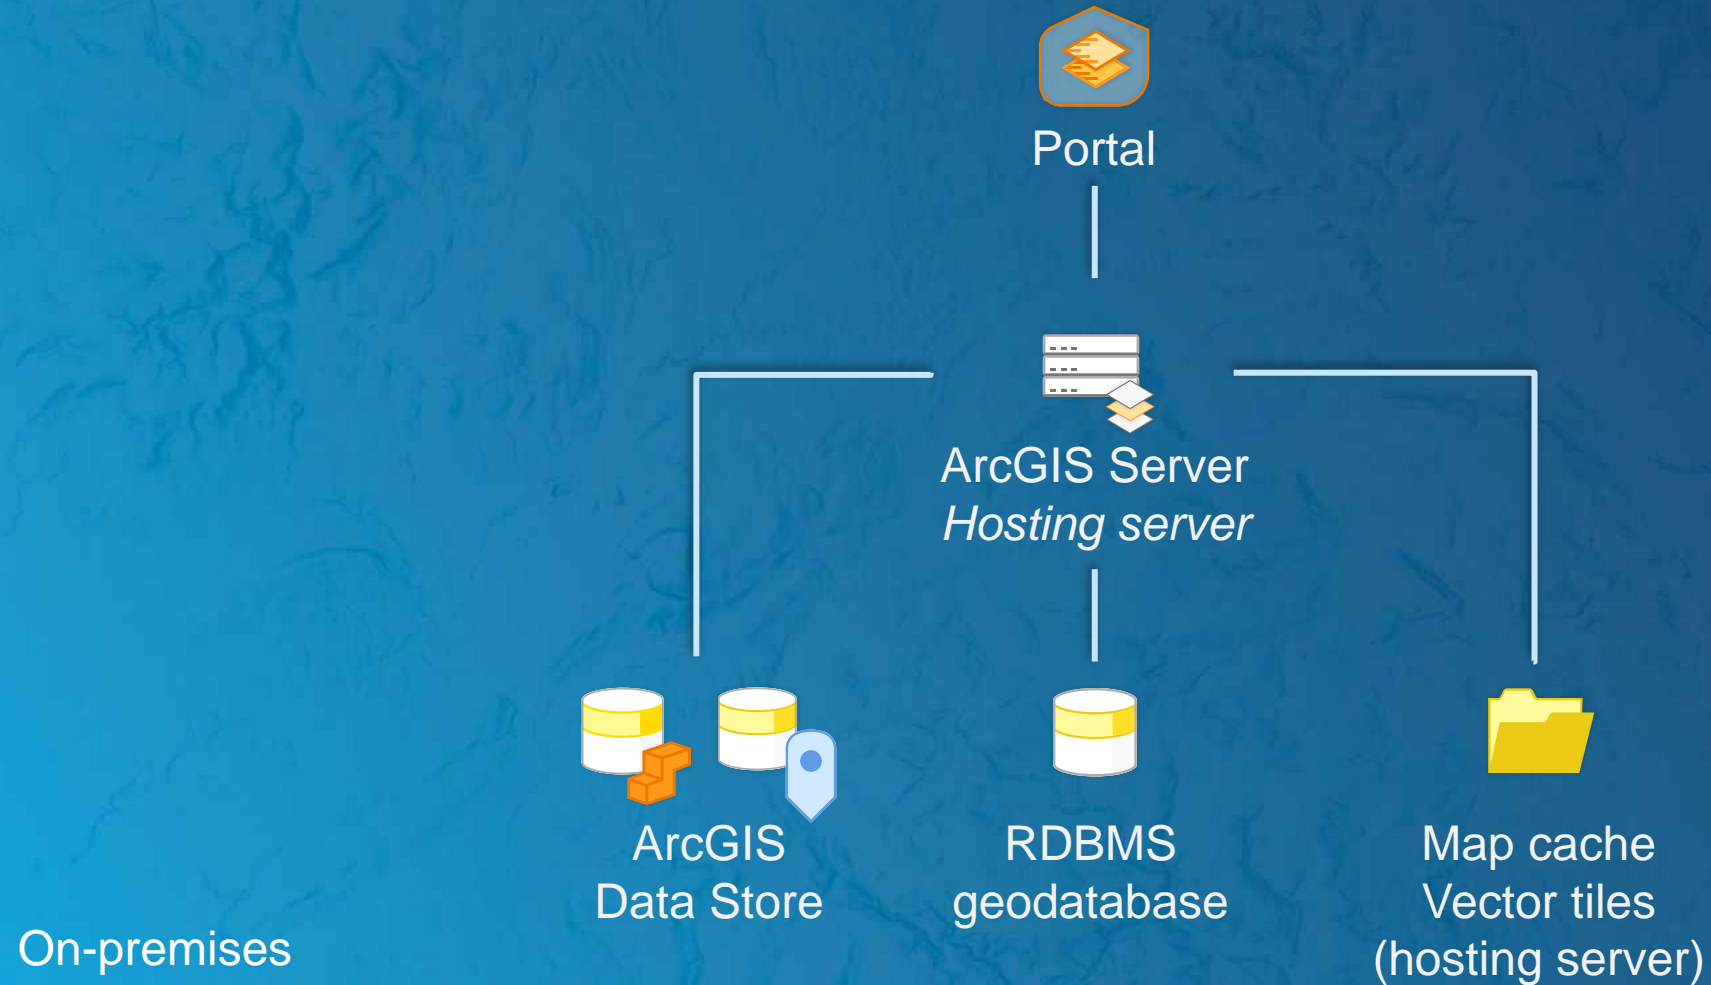 Portal
ArcGIS Server
Hosting server
ArcGIS
Data Store
RDBMS
geodatabase
Map cache
Vector tiles
(hosting server)
On-premises